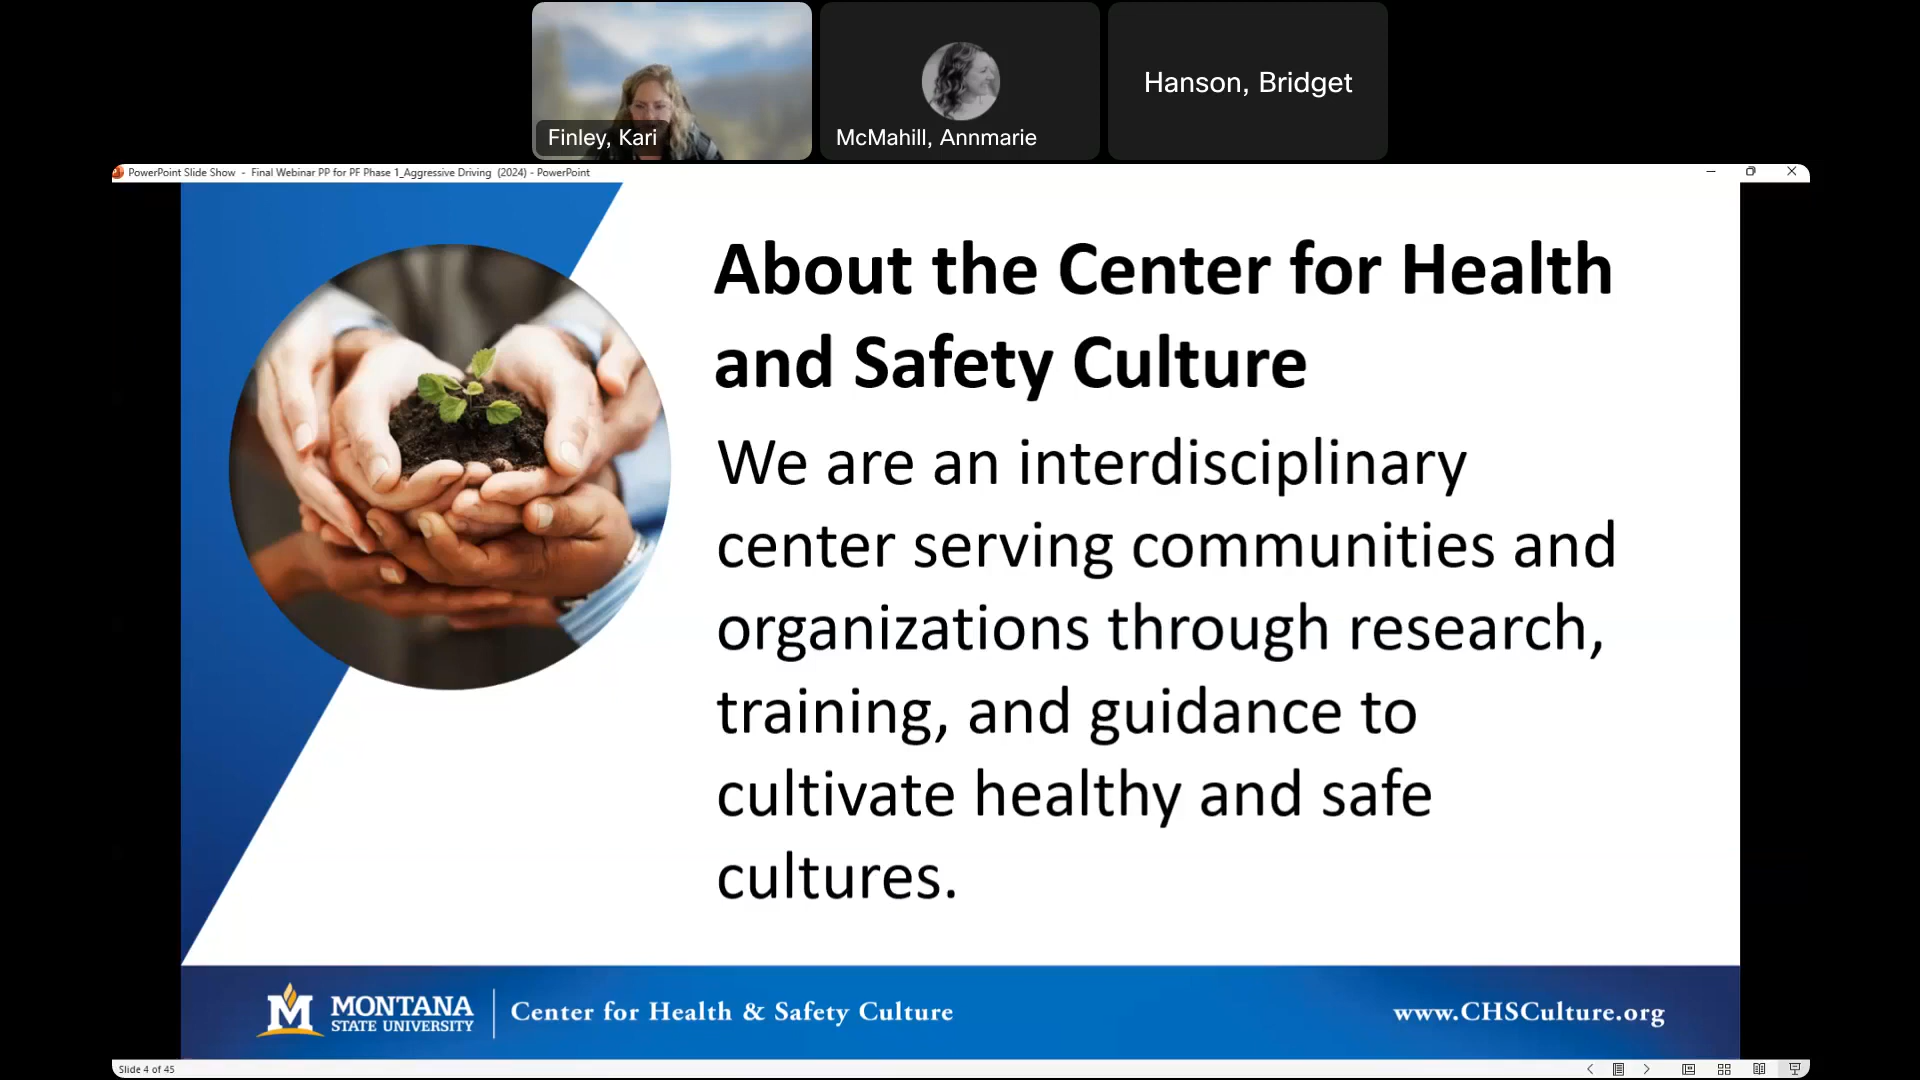 Finley, Kari
McMahill, Annmarie
Hanson, Bridget
PowerPoint Slide Show - Final Webinar PP for PF Phase 1_Aggressive Driving (2024) - PowerPoint
About the Center for Health
and Safety Culture
We are an interdisciplinary
center serving communities and
organizations through research,
training, and guidance to
cultivate healthy and safe
cultures.
M
MONTANA
STATE UNIVERSITY
Center for Health & Safety Culture
www.CHSCulture.org
Slide 4 of 45